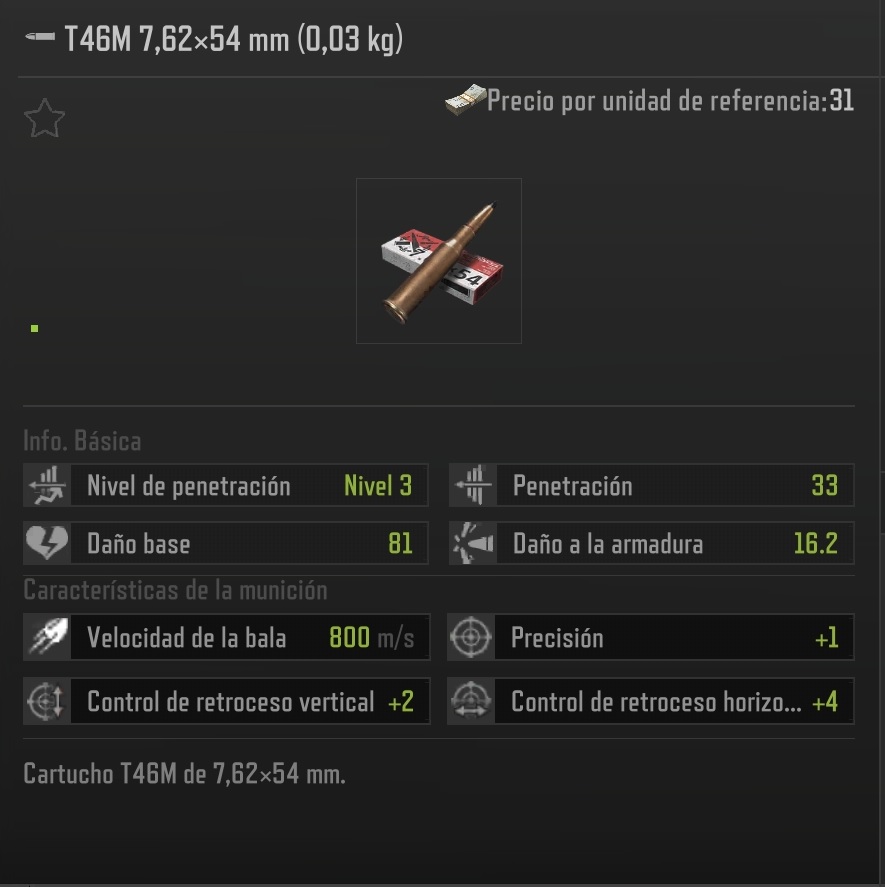 T46M 7,62×54 mm (0,03 kg)
Precio por unidad de referencia:31
x54
Info. Básica
Nivel de penetración Nivel 3 Penetración 33
Daño base 81 Daño a la armadura 16.2
Características de la munición
Velocidad de la bala 800 m/s Precisión +1
Control de retroceso vertical +2 Control de retroceso horizo... +4
Cartucho T46M de 7,62×54 mm.